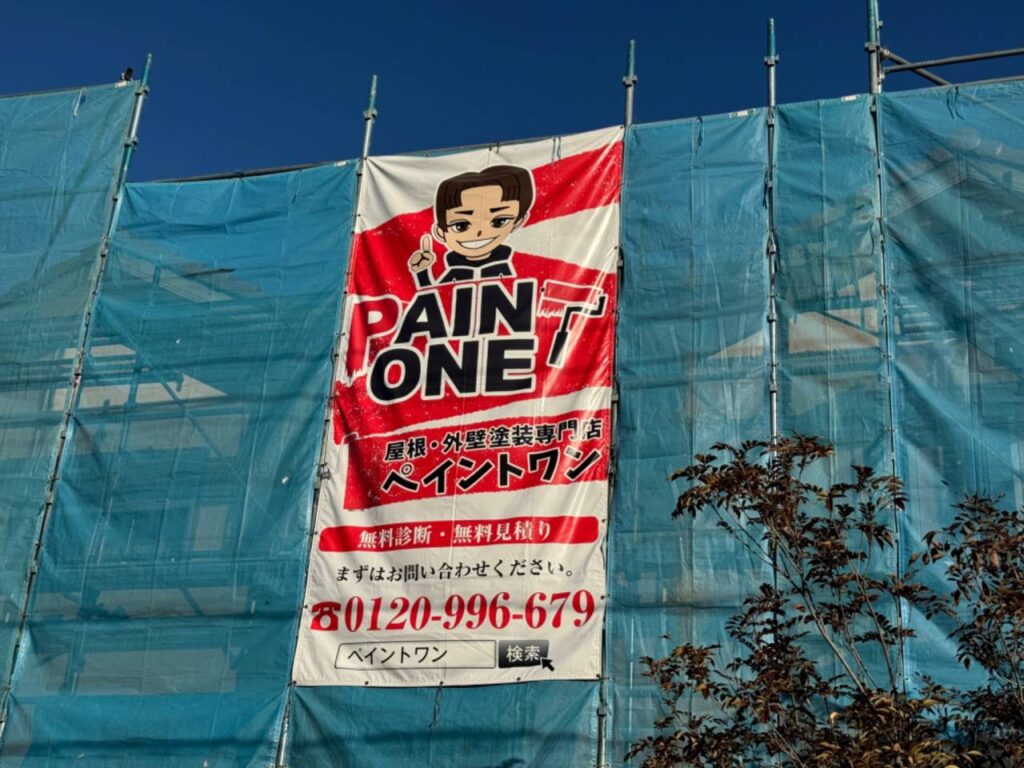 PAINT
ONE
屋根・外壁塗装専門店
ペイントワン
無料診断・無料見積り
まずはお問い合わせください。
☎0120-996-679
ペイントワン 検索